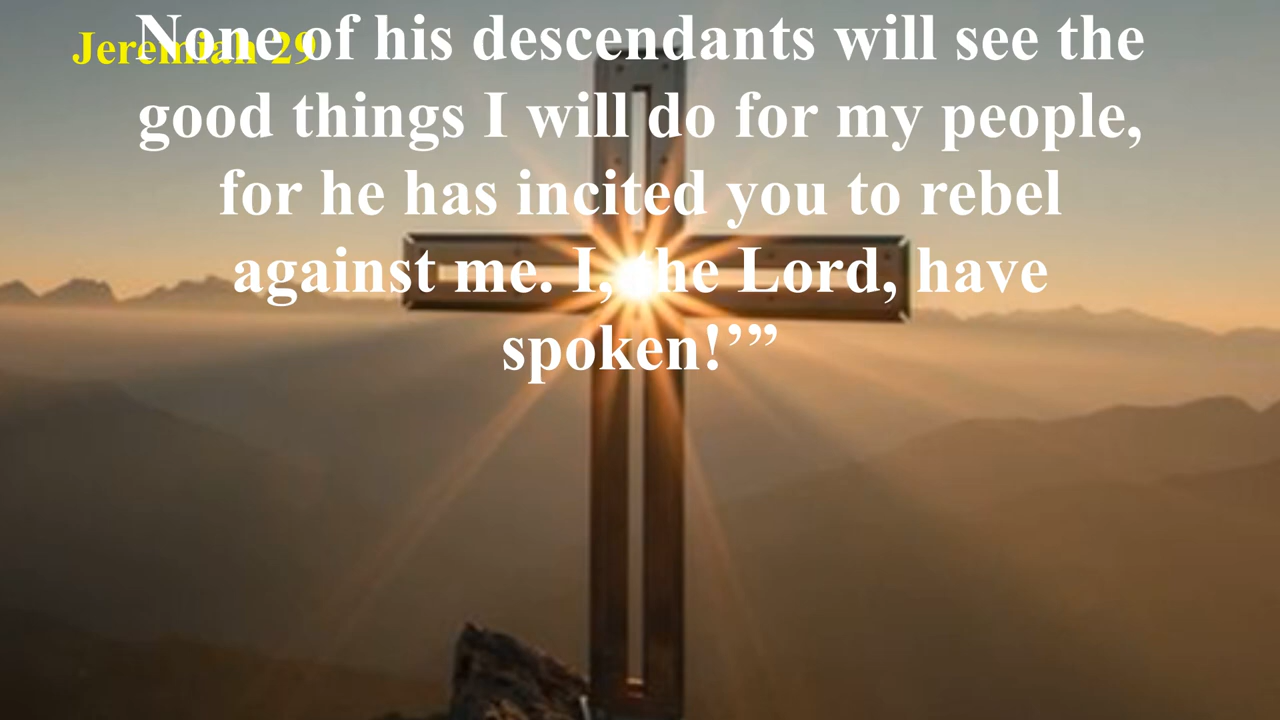 Jeremiah 29
None of his descendants will see the
good things I will do for my people,
for he has incited you to rebel
against me. I, the Lord, have
spoken!’”